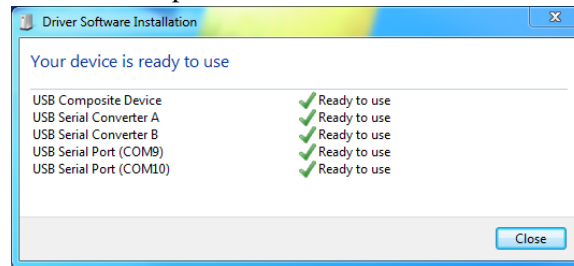 Driver Software Installation
Your device is ready to use
USB Composite Device Ready to use
USB Serial Converter A Ready to use
USB Serial Converter B Ready to use
USB Serial Port (COM9) Ready to use
USB Serial Port (COM10) Ready to use
Close